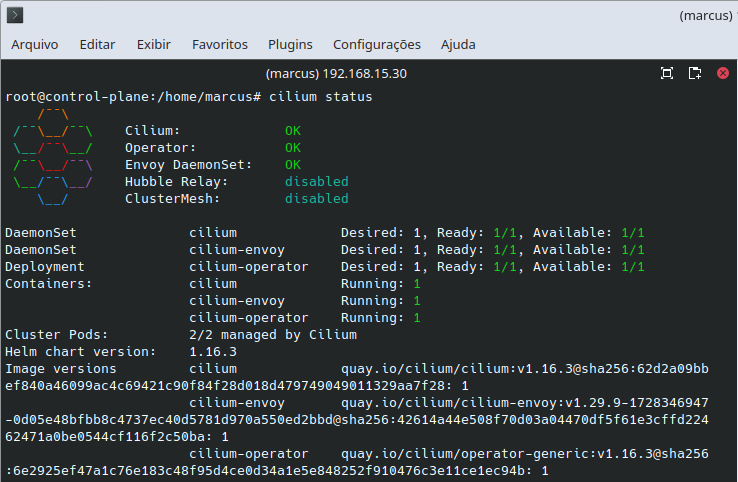 (marcus)
Arquivo Editar Exibir Favoritos Plugins Configurações Ajuda
(marcus) 192.168.15.30
root@control-plane:/home/marcus# cilium status
    /¯¯\
 /¯¯\__/¯¯\    Cilium:             OK
 \__/¯¯\__/    Operator:           OK
 /¯¯\__/¯¯\    Envoy DaemonSet:    OK
 \__/¯¯\__/    Hubble Relay:       disabled
    \__/       ClusterMesh:        disabled
DaemonSet              cilium             Desired: 1, Ready: 1/1, Available: 1/1
DaemonSet              cilium-envoy       Desired: 1, Ready: 1/1, Available: 1/1
Deployment             cilium-operator    Desired: 1, Ready: 1/1, Available: 1/1
Containers:            cilium             Running: 1
                       cilium-envoy       Running: 1
                       cilium-operator    Running: 1
Cluster Pods:          2/2 managed by Cilium
Helm chart version:    1.16.3
Image versions         cilium             quay.io/cilium/cilium:v1.16.3@sha256:62d2a09bb
ef840a46099ac4c69421c90f84f28d018d479749049011329aa7f28: 1
                       cilium-envoy       quay.io/cilium/cilium-envoy:v1.29.9-1728346947
-0d05e48bfbb8c4737ec40d5781d970a550ed2bbd@sha256:42614a44e508f70d03a04470df5f61e3cffd224
62471a0be0544cf116f2c50ba: 1
                       cilium-operator    quay.io/cilium/operator-generic:v1.16.3@sha256
:6e2925ef47a1c76e183c48f95d4ce0d34a1e5e848252f910476c3e11ce1ec94b: 1